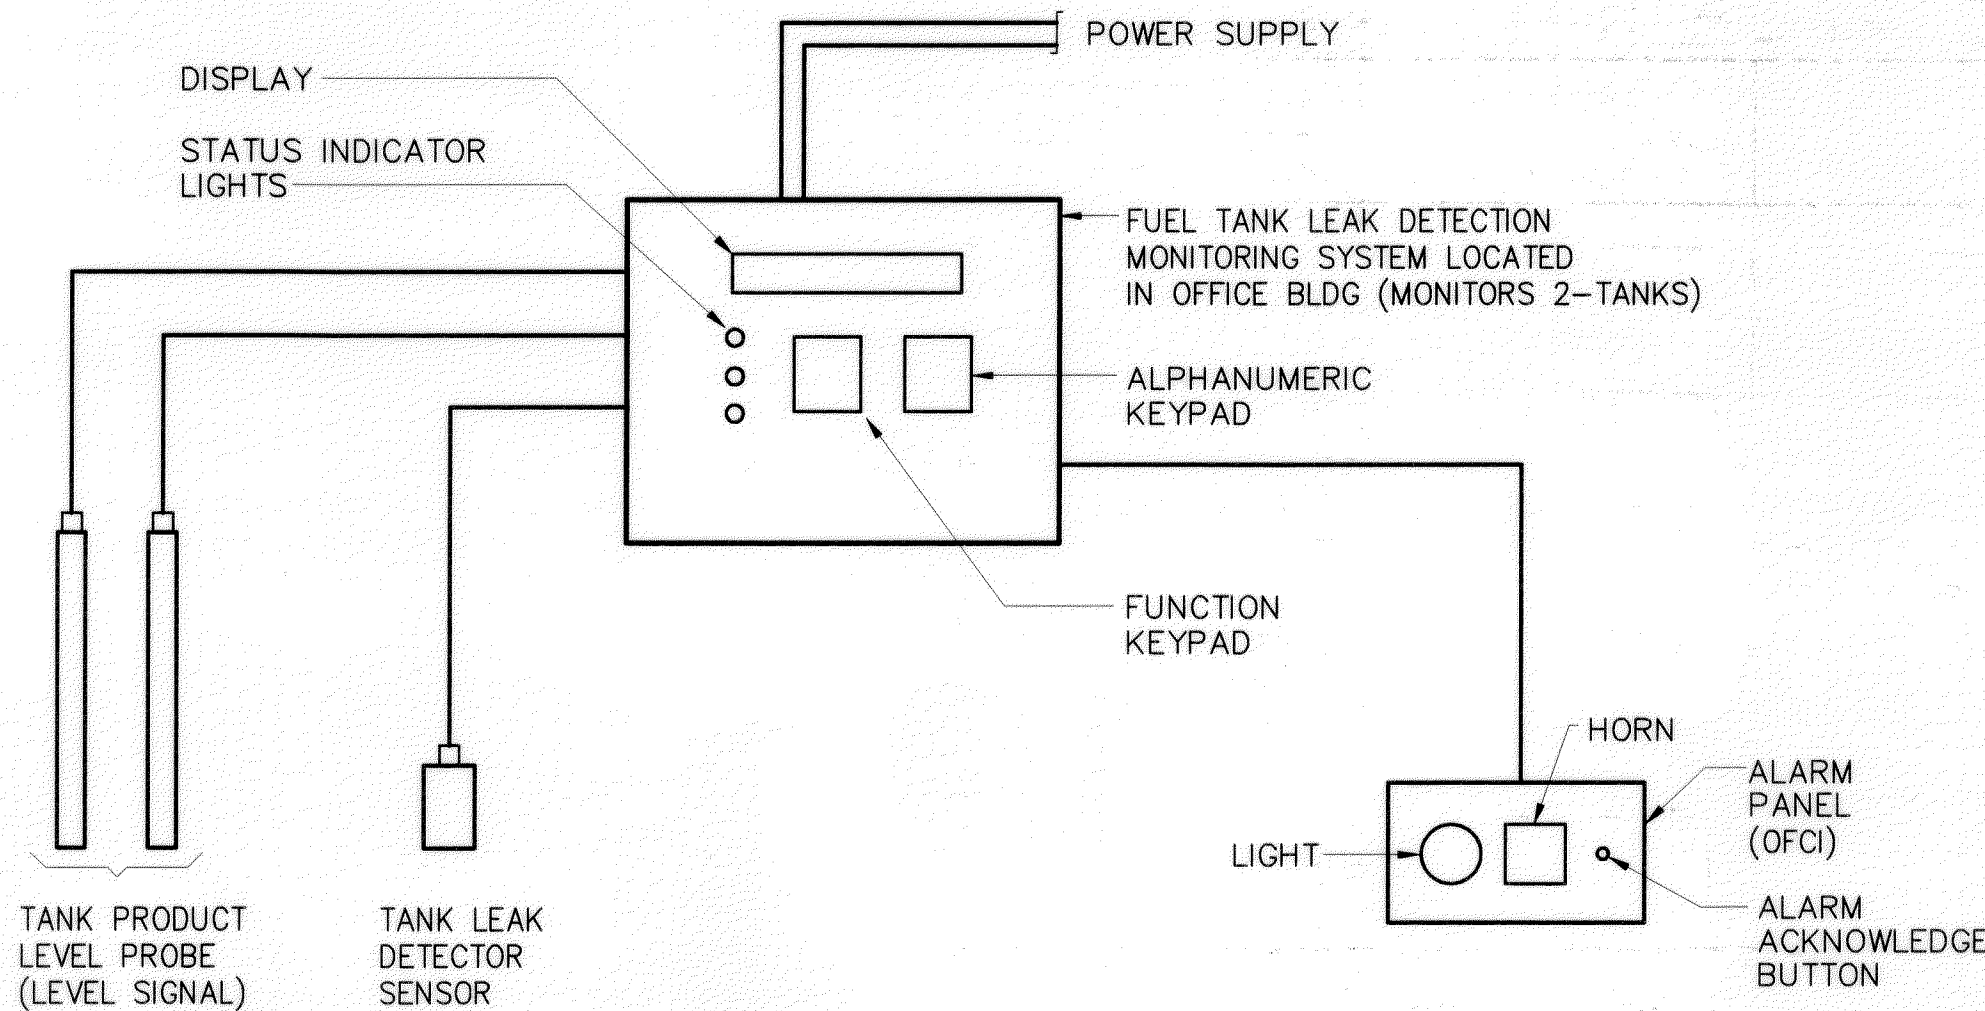 POWER SUPPLY
DISPLAY
STATUS INDICATOR
LIGHTS
FUEL TANK LEAK DETECTION
MONITORING SYSTEM LOCATED
IN OFFICE BLDG (MONITORS 2-TANKS)
ALPHANUMERIC
KEYPAD
FUNCTION
KEYPAD
HORN
ALARM
PANEL
(OFCI)
LIGHT
ALARM
ACKNOWLEDGE
BUTTON
TANK PRODUCT
LEVEL PROBE
(LEVEL SIGNAL)
TANK LEAK
DETECTOR
SENSOR